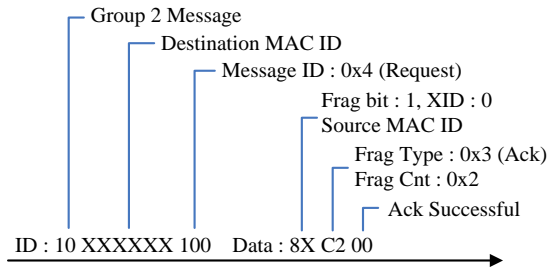 Group 2 Message
Destination MAC ID
Message ID : 0x4 (Request)
Frag bit : 1, XID : 0
Source MAC ID
Frag Type : 0x3 (Ack)
Frag Cnt : 0x2
Ack Successful
ID : 10 XXXXXX 100 Data : 8X C2 00